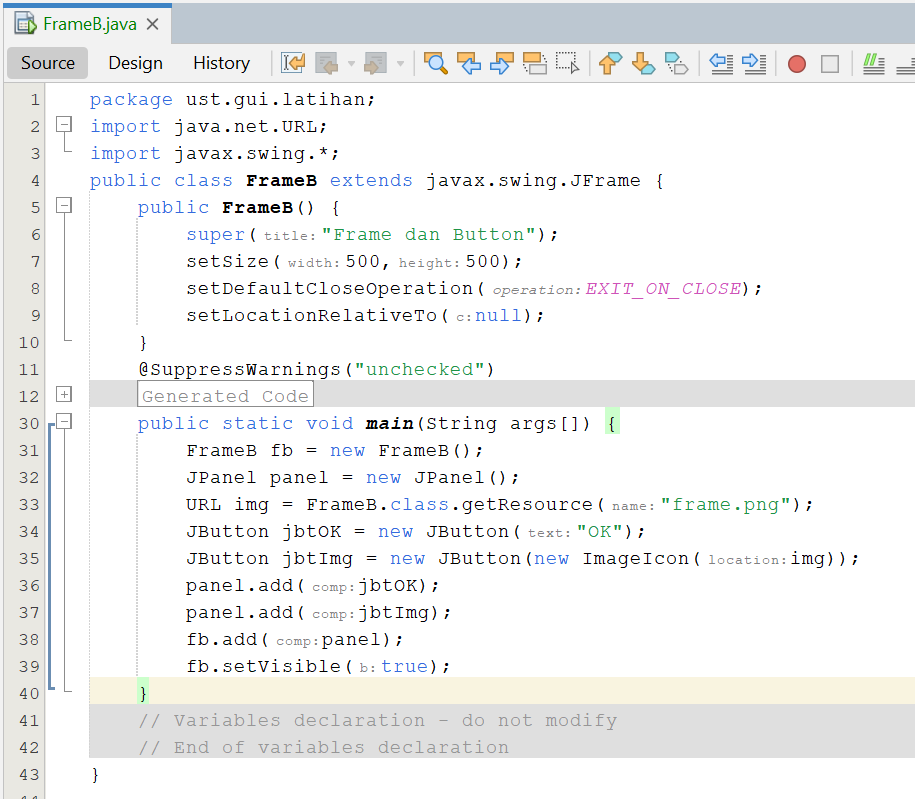 FrameB.java
Source Design History
1 package ust.gui.latihan;
2 import java.net.URL;
3 import javax.swing.*;
4 public class FrameB extends javax.swing.JFrame {
5 public FrameB() {
6 super( title: "Frame dan Button");
7 setSize( width: 500, height: 500);
8 setDefaultCloseOperation( operation: EXIT_ON_CLOSE);
9 setLocationRelativeTo( c: null);
10 }
11 @SuppressWarnings("unchecked")
12 Generated Code
30 public static void main(String args[]) {
31 FrameB fb = new FrameB();
32 JPanel panel = new JPanel();
33 URL img = FrameB.class.getResource( name: "frame.png");
34 JButton jbtOK = new JButton( text: "OK");
35 JButton jbtImg = new JButton(new ImageIcon( location: img));
36 panel.add( comp: jbtOK);
37 panel.add( comp: jbtImg);
38 fb.add( comp: panel);
39 fb.setVisible( b: true);
40 }
41 // Variables declaration - do not modify
42 // End of variables declaration
43 }